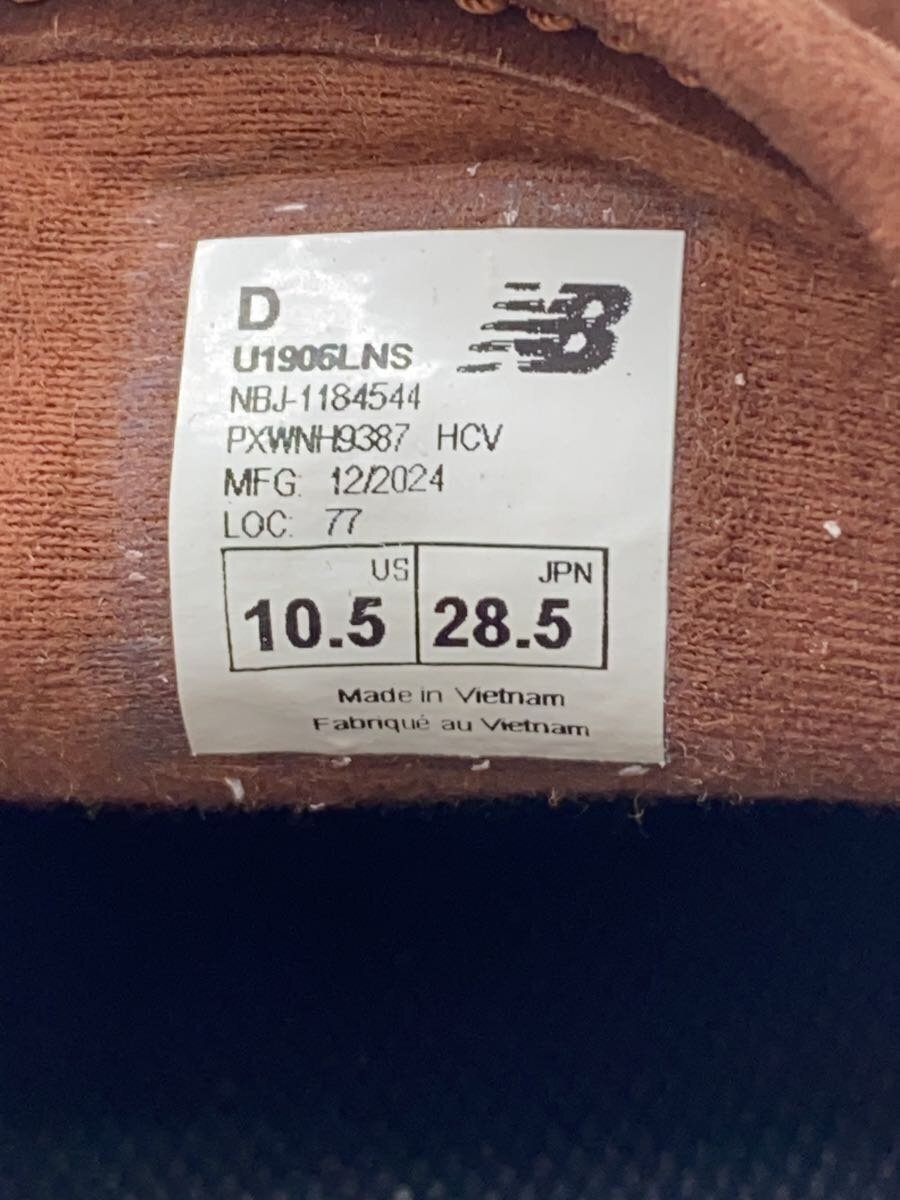 D
NB
U1906LNS
NBJ-1184544
PXWNH9387 HCV
MFG: 12/2024
LOC: 77
US JPN
10.5 28.5
Made in Vietnam
Fabriqué au Vietnam